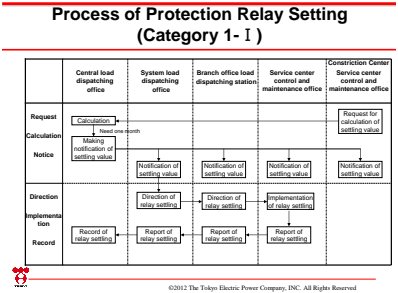 Process of Protection Relay Setting
(Category 1-Ⅰ)
Constriction Center
Central load
dispatching
office
System load
dispatching
office
Branch office load
dispatching station
Service center
control and
maintenance office
Service center
control and
maintenance office
Request
Calculation
Notice
Calculation
Request for
calculation of
settling value
Need one month
Making
notification of
settling value
Notification of
settling value
Notification of
settling value
Notification of
settling value
Notification of
settling value
Direction
Implementa
tion
Record
Direction of
relay settling
Direction of
relay settling
Implementation
of relay settling
Record of
relay settling
Report of
relay settling
Report of
relay settling
Report of
relay settling
©2012 The Tokyo Electric Power Company, INC. All Rights Reserved